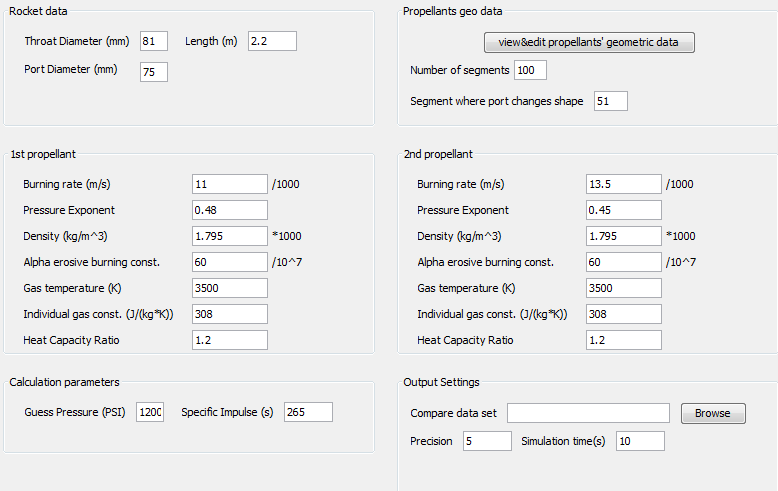 Rocket data
Throat Diameter (mm) 81 Length (m) 2.2
Port Diameter (mm) 75
Propellants geo data
view&edit propellants' geometric data
Number of segments 100
Segment where port changes shape 51
1st propellant
Burning rate (m/s) 11 /1000
Pressure Exponent 0.48
Density (kg/m^3) 1.795 *1000
Alpha erosive burning const. 60 /10^7
Gas temperature (K) 3500
Individual gas const. (J/(kg*K)) 308
Heat Capacity Ratio 1.2
2nd propellant
Burning rate (m/s) 13.5 /1000
Pressure Exponent 0.45
Density (kg/m^3) 1.795 *1000
Alpha erosive burning const. 60 /10^7
Gas temperature (K) 3500
Individual gas const. (J/(kg*K)) 308
Heat Capacity Ratio 1.2
Calculation parameters
Guess Pressure (PSI) 1200 Specific Impulse (s) 265
Output Settings
Compare data set Browse
Precision 5 Simulation time(s) 10